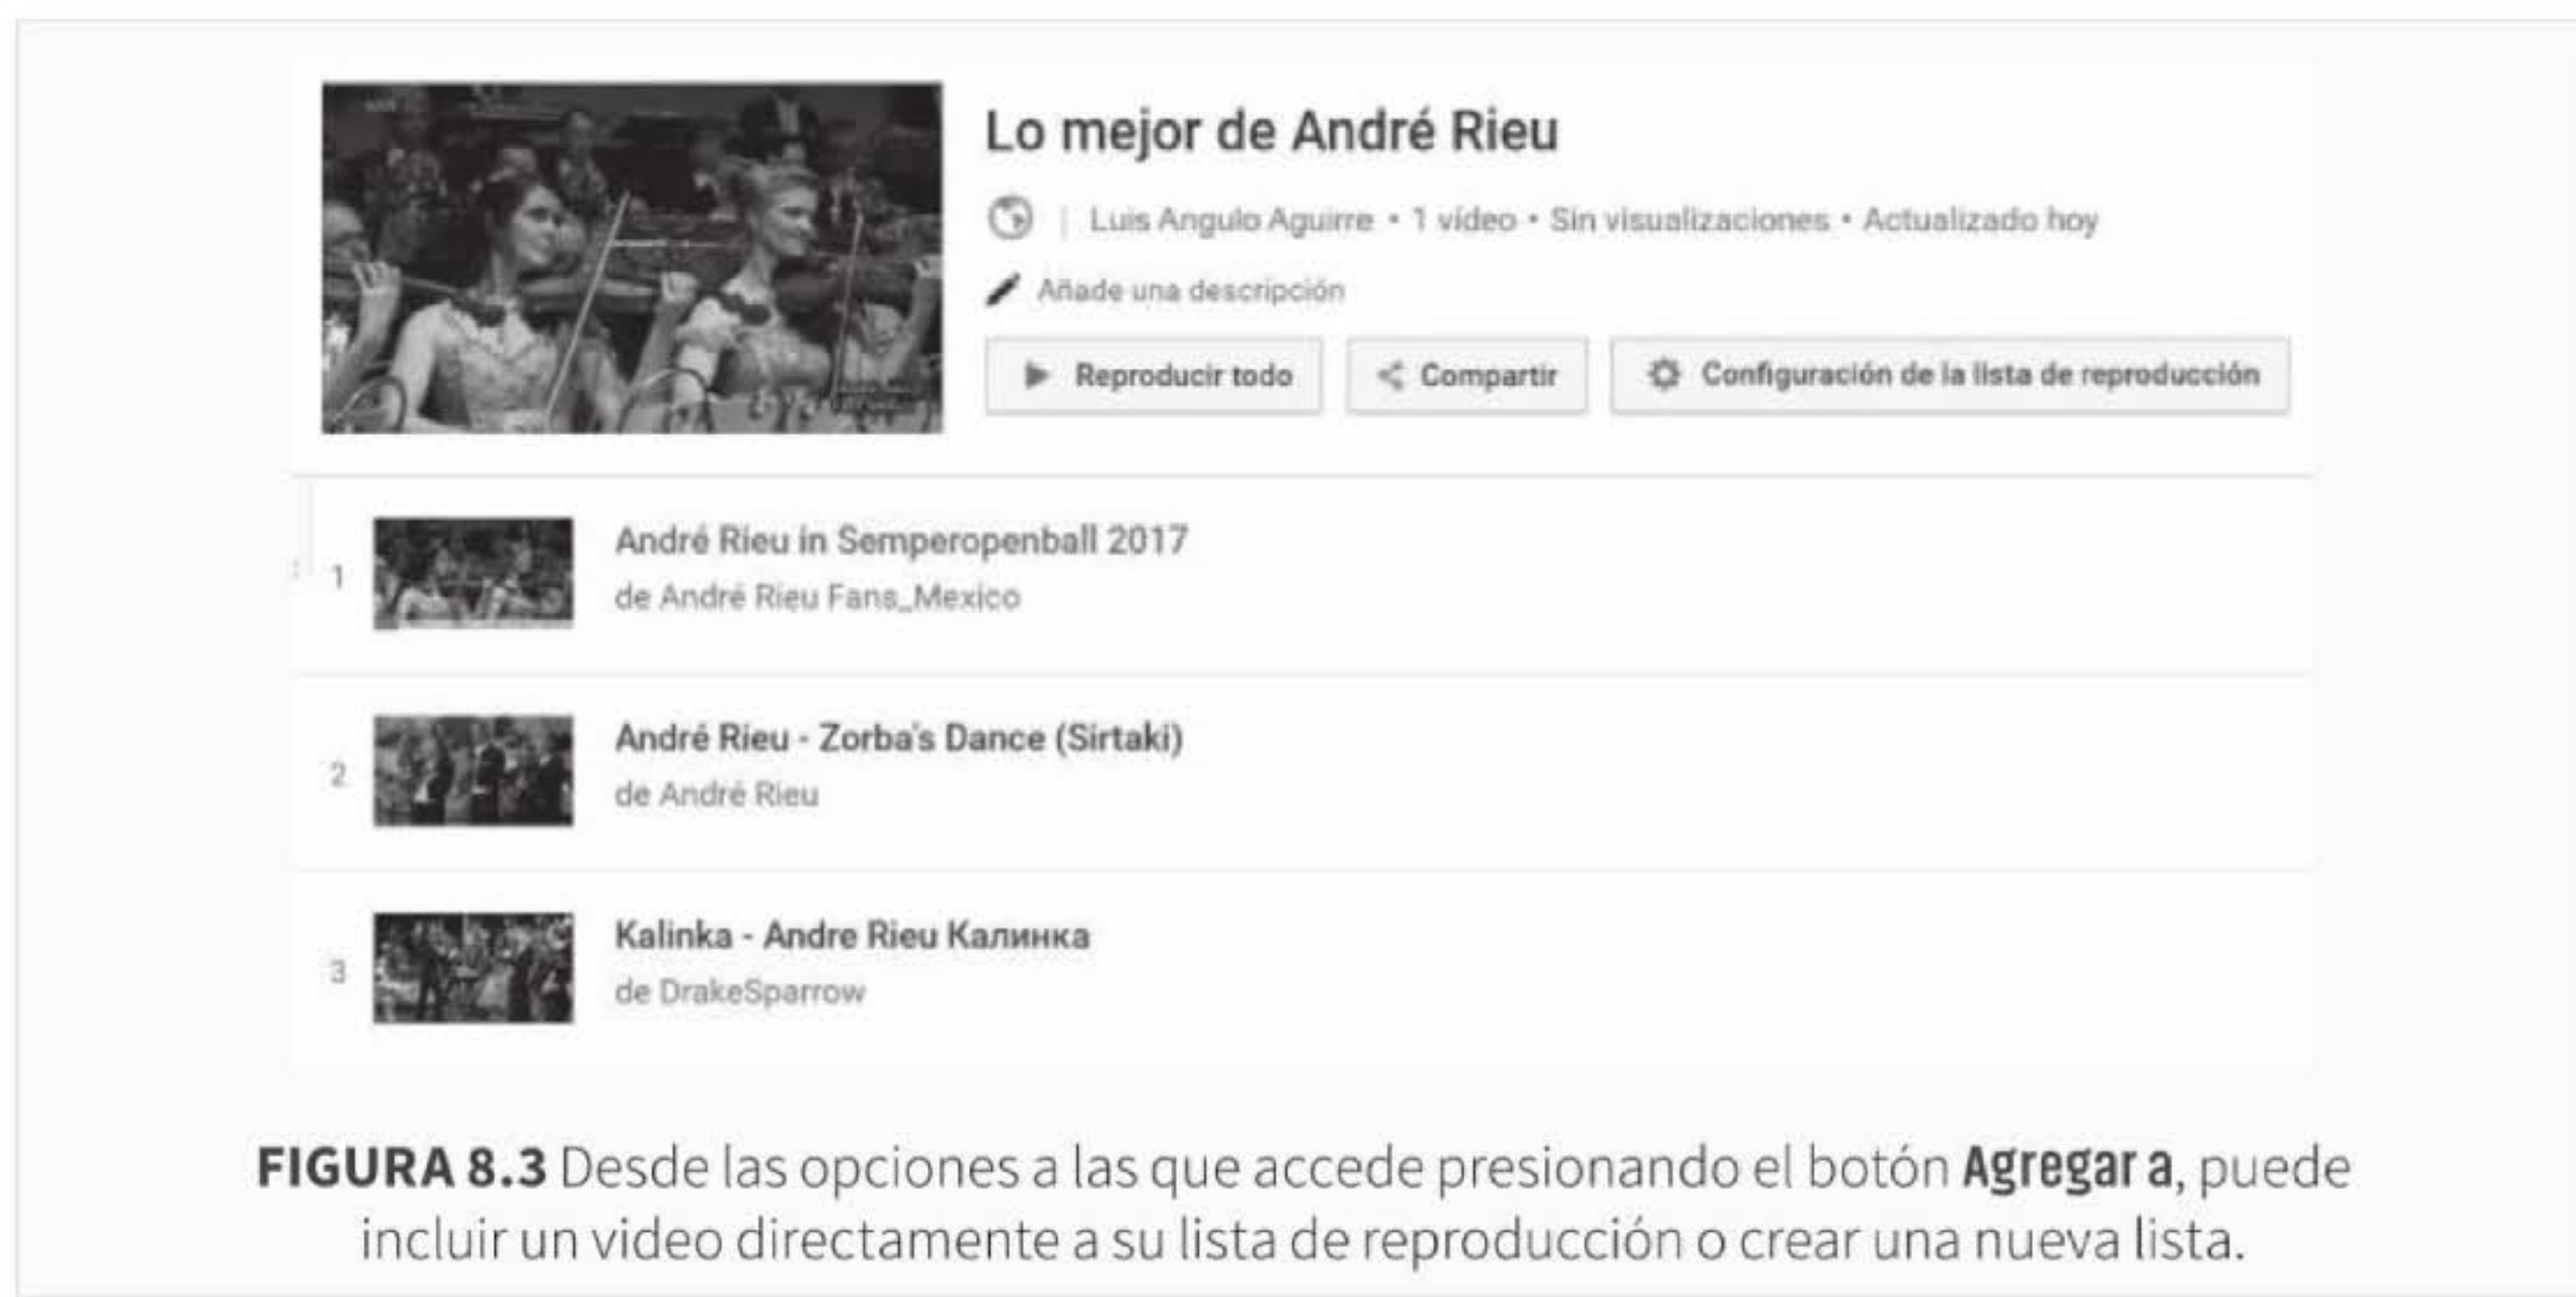 Lo mejor de André Rieu
Luis Angulo Aguirre • 1 vídeo • Sin visualizaciones • Actualizado hoy
Añade una descripción
Reproducir todo
Compartir
Configuración de la lista de reproducción
1
André Rieu in Semperopenball 2017
de André Rieu Fans_Mexico
2
André Rieu - Zorba's Dance (Sirtaki)
de André Rieu
3
Kalinka - Andre Rieu Калинка
de DrakeSparrow
FIGURA 8.3 Desde las opciones a las que accede presionando el botón Agregar a, puede
incluir un video directamente a su lista de reproducción o crear una nueva lista.